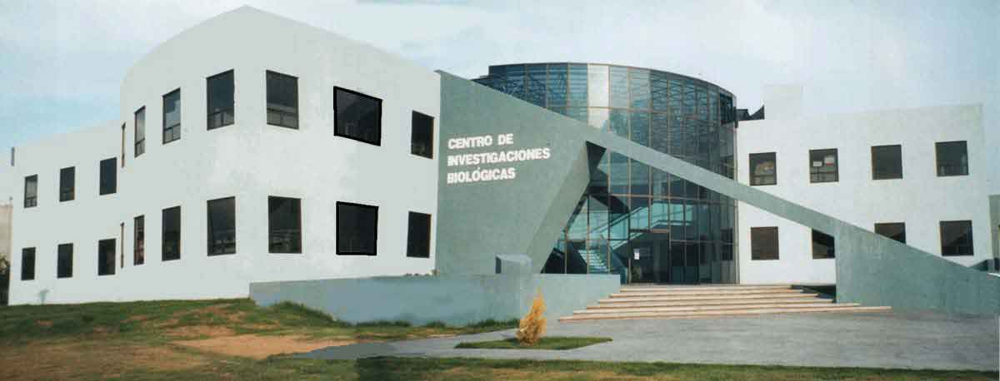 CENTRO DE
INVESTIGACIONES
BIOLÓGICAS